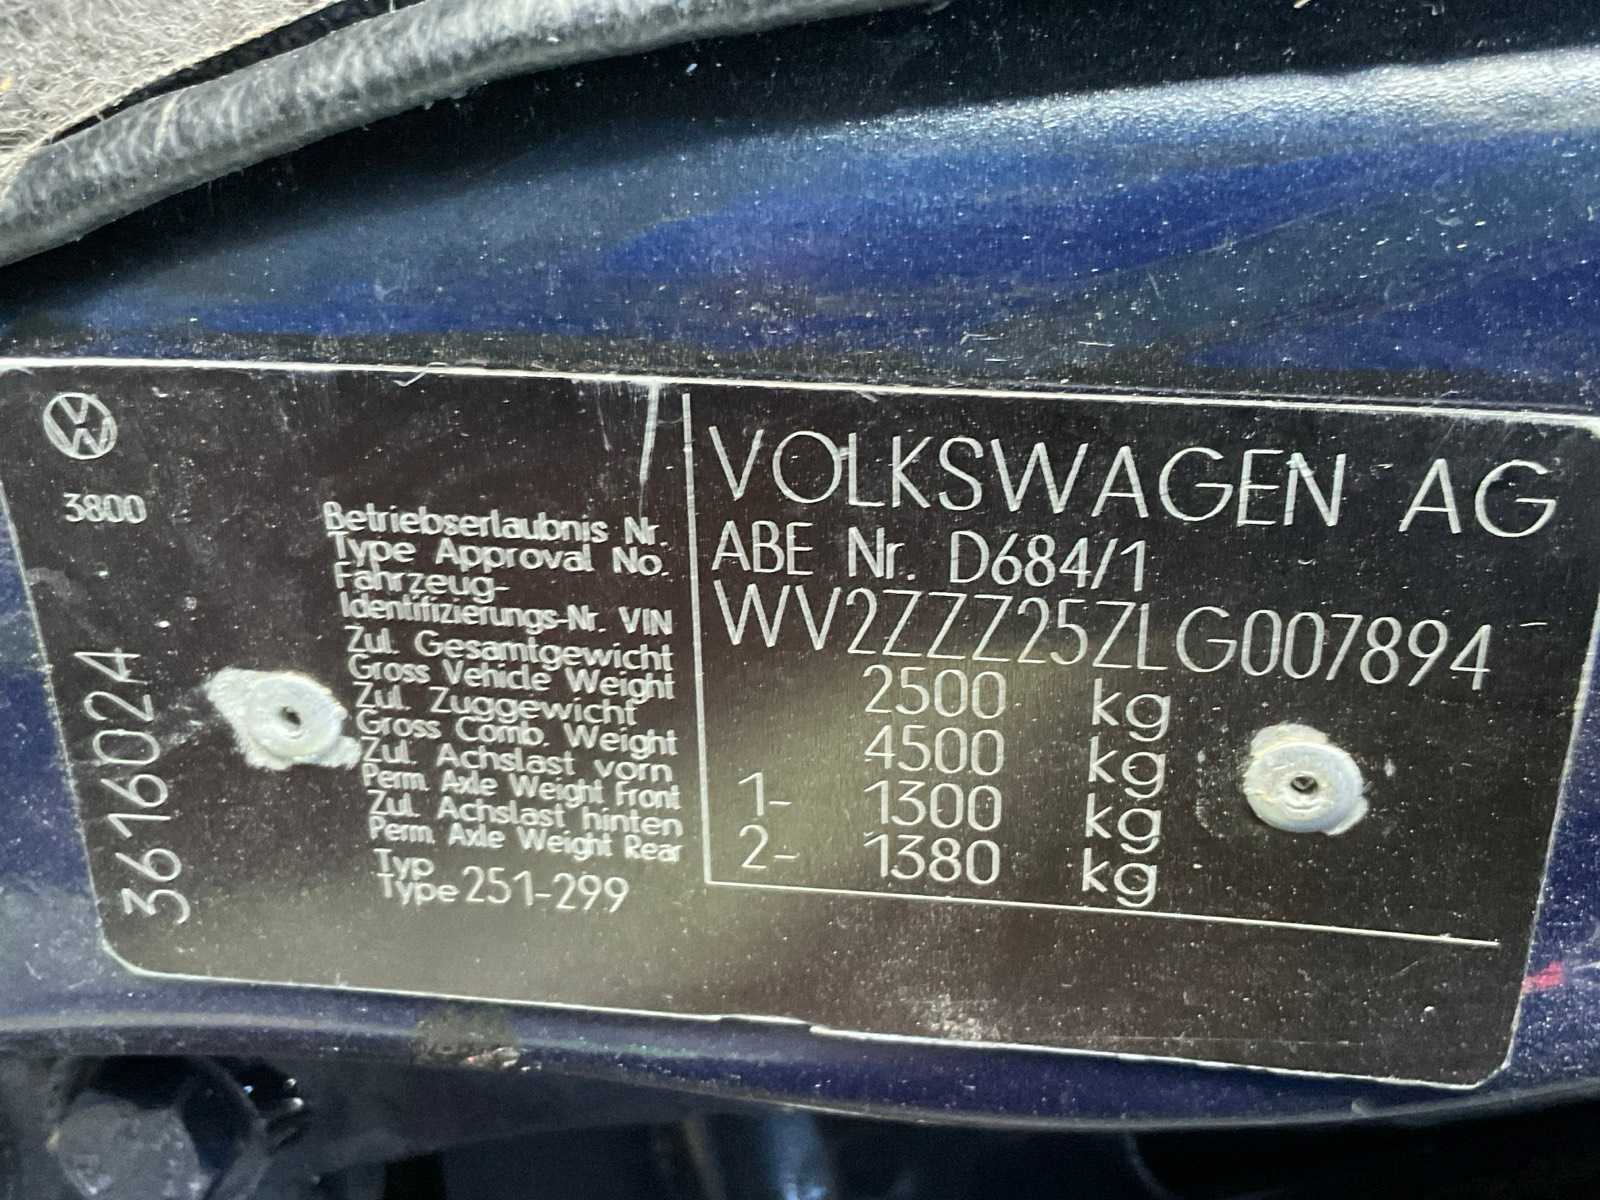 3800
3616024
Betriebserlaubnis Nr.
Type Approval No.
Fahrzeug-
Identifizierungs-Nr. VIN
Zul. Gesamtgewicht
Gross Vehicle Weight
Zul. Zuggewicht
Gross Comb. Weight
Zul. Achslast vorn
Perm. Axle Weight Front
Zul. Achslast hinten
Perm. Axle Weight Rear
Typ
Type 251-299
VOLKSWAGEN AG
ABE Nr. D684/1
WV2ZZZ25ZLG007894
2500 kg
4500 kg
1- 1300 kg
2- 1380 kg